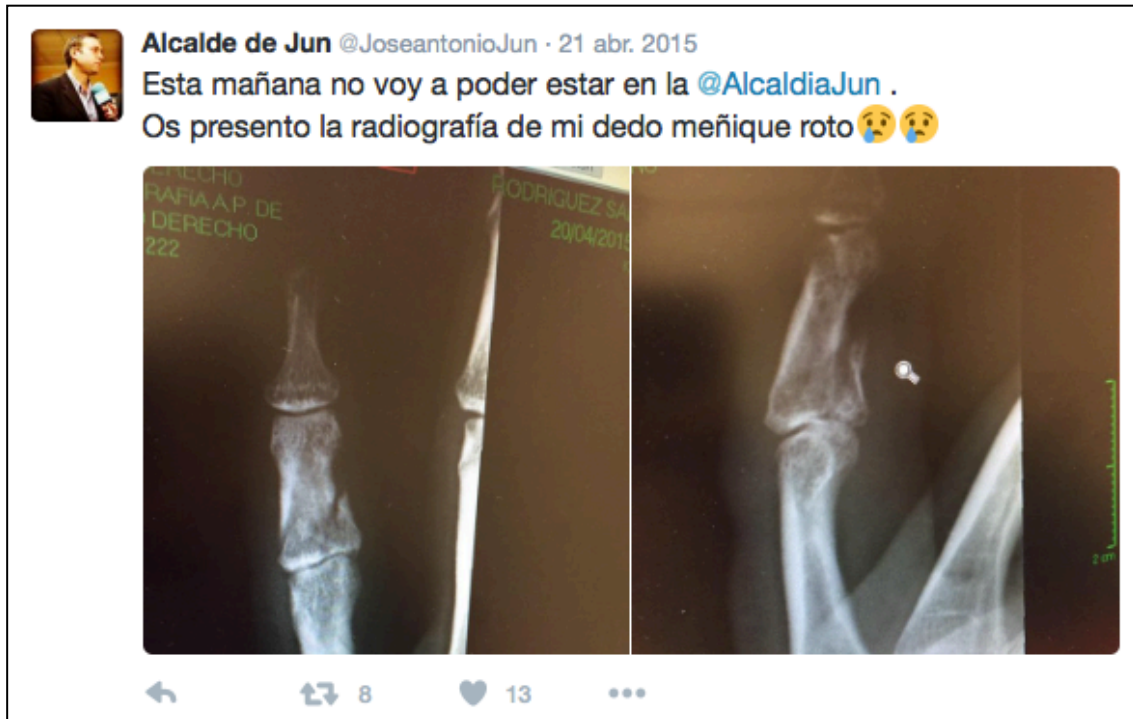 Alcalde de Jun @JoseantonioJun · 21 abr. 2015
Esta mañana no voy a poder estar en la @AlcaldiaJun .
Os presento la radiografía de mi dedo meñique roto😢😢
DERECHO
A.P. DE
DERECHO
222
RODRIGUEZ
20/04/2015
2 cm
8 13